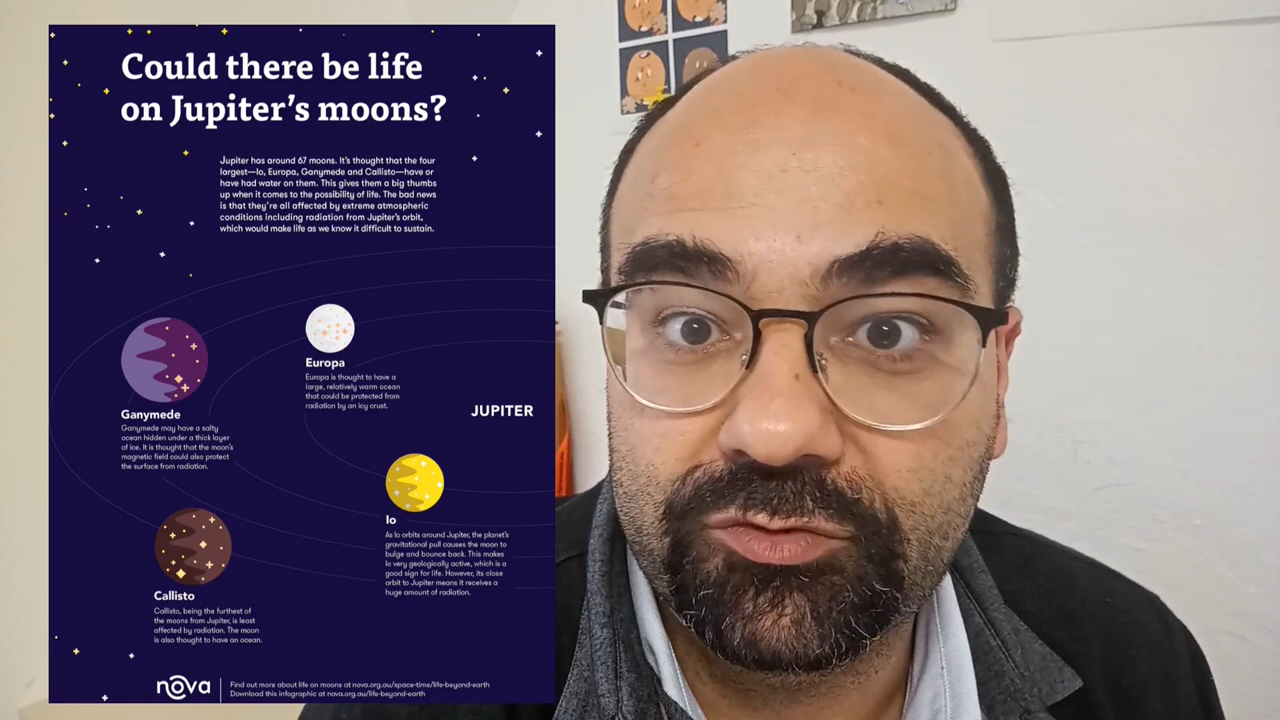 Could there be life
on Jupiter's moons?
Jupiter has around 67 moons. It's thought that the four
largest—Io, Europa, Ganymede and Callisto—have or
have had water on them. This gives them a big thumbs
up when it comes to the possibility of life. The bad news
is that they're all affected by extreme atmospheric
conditions including radiation from Jupiter's orbit,
which would make life as we know it difficult to sustain.
Europa
Europa is thought to have a
large, relatively warm ocean
that could be protected from
radiation by an icy crust.
JUPITER
Ganymede
Ganymede may have a salty
ocean hidden under a thick layer
of ice. It is thought that the moon's
magnetic field could also protect
the surface from radiation.
Io
As Io orbits around Jupiter, the planet's
gravitational pull causes the moon to
bulge and bounce back. This makes
Io very geologically active, which is a
good sign for life. However, its close
orbit to Jupiter means it receives a
huge amount of radiation.
Callisto
Callisto, being the furthest of
the moons from Jupiter, is least
affected by radiation. The moon
is also thought to have an ocean.
nova
Find out more about life on moons at nova.org.au/space-time/life-beyond-earth
Download this infographic at nova.org.au/life-beyond-earth